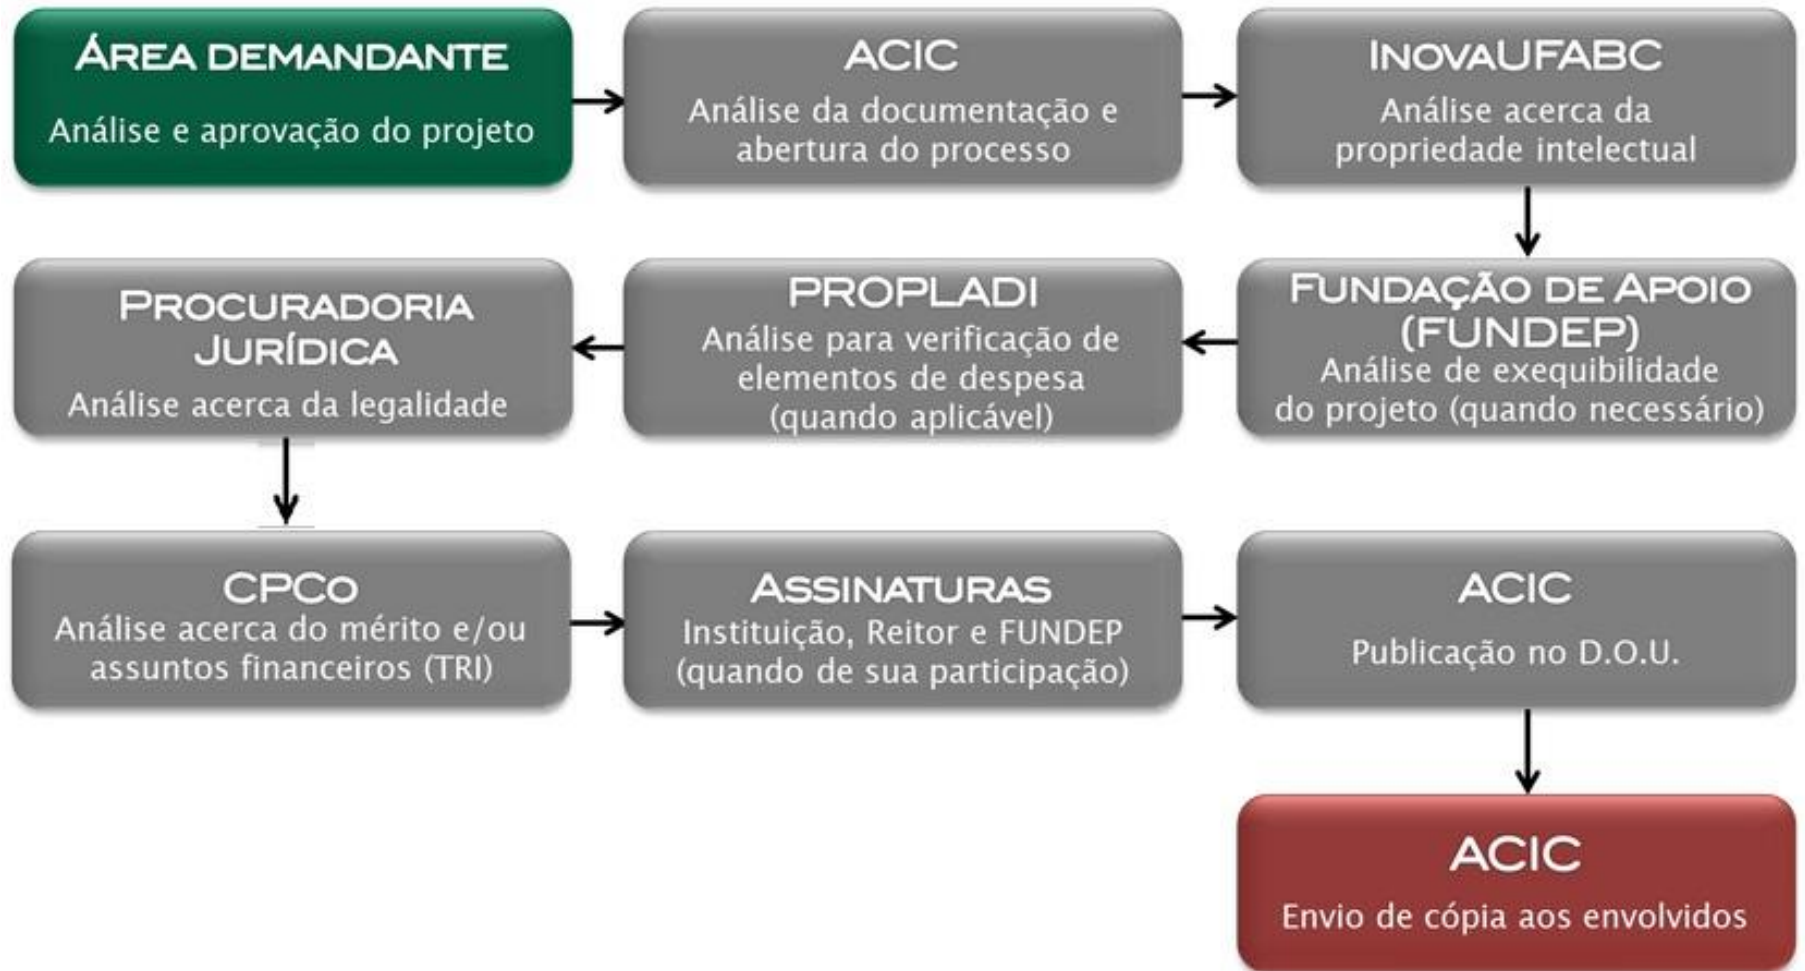 ÁREA DEMANDANTE
Análise e aprovação do projeto
ACIC
Análise da documentação e
abertura do processo
INOVAUFABC
Análise acerca da
propriedade intelectual
FUNDAÇÃO DE APOIO
(FUNDEP)
Análise de exequibilidade
do projeto (quando necessário)
PROPLADI
Análise para verificação de
elementos de despesa
(quando aplicável)
PROCURADORIA
JURÍDICA
Análise acerca da legalidade
CPCO
Análise acerca do mérito e/ou
assuntos financeiros (TRI)
ASSINATURAS
Instituição, Reitor e FUNDEP
(quando de sua participação)
ACIC
Publicação no D.O.U.
ACIC
Envio de cópia aos envolvidos